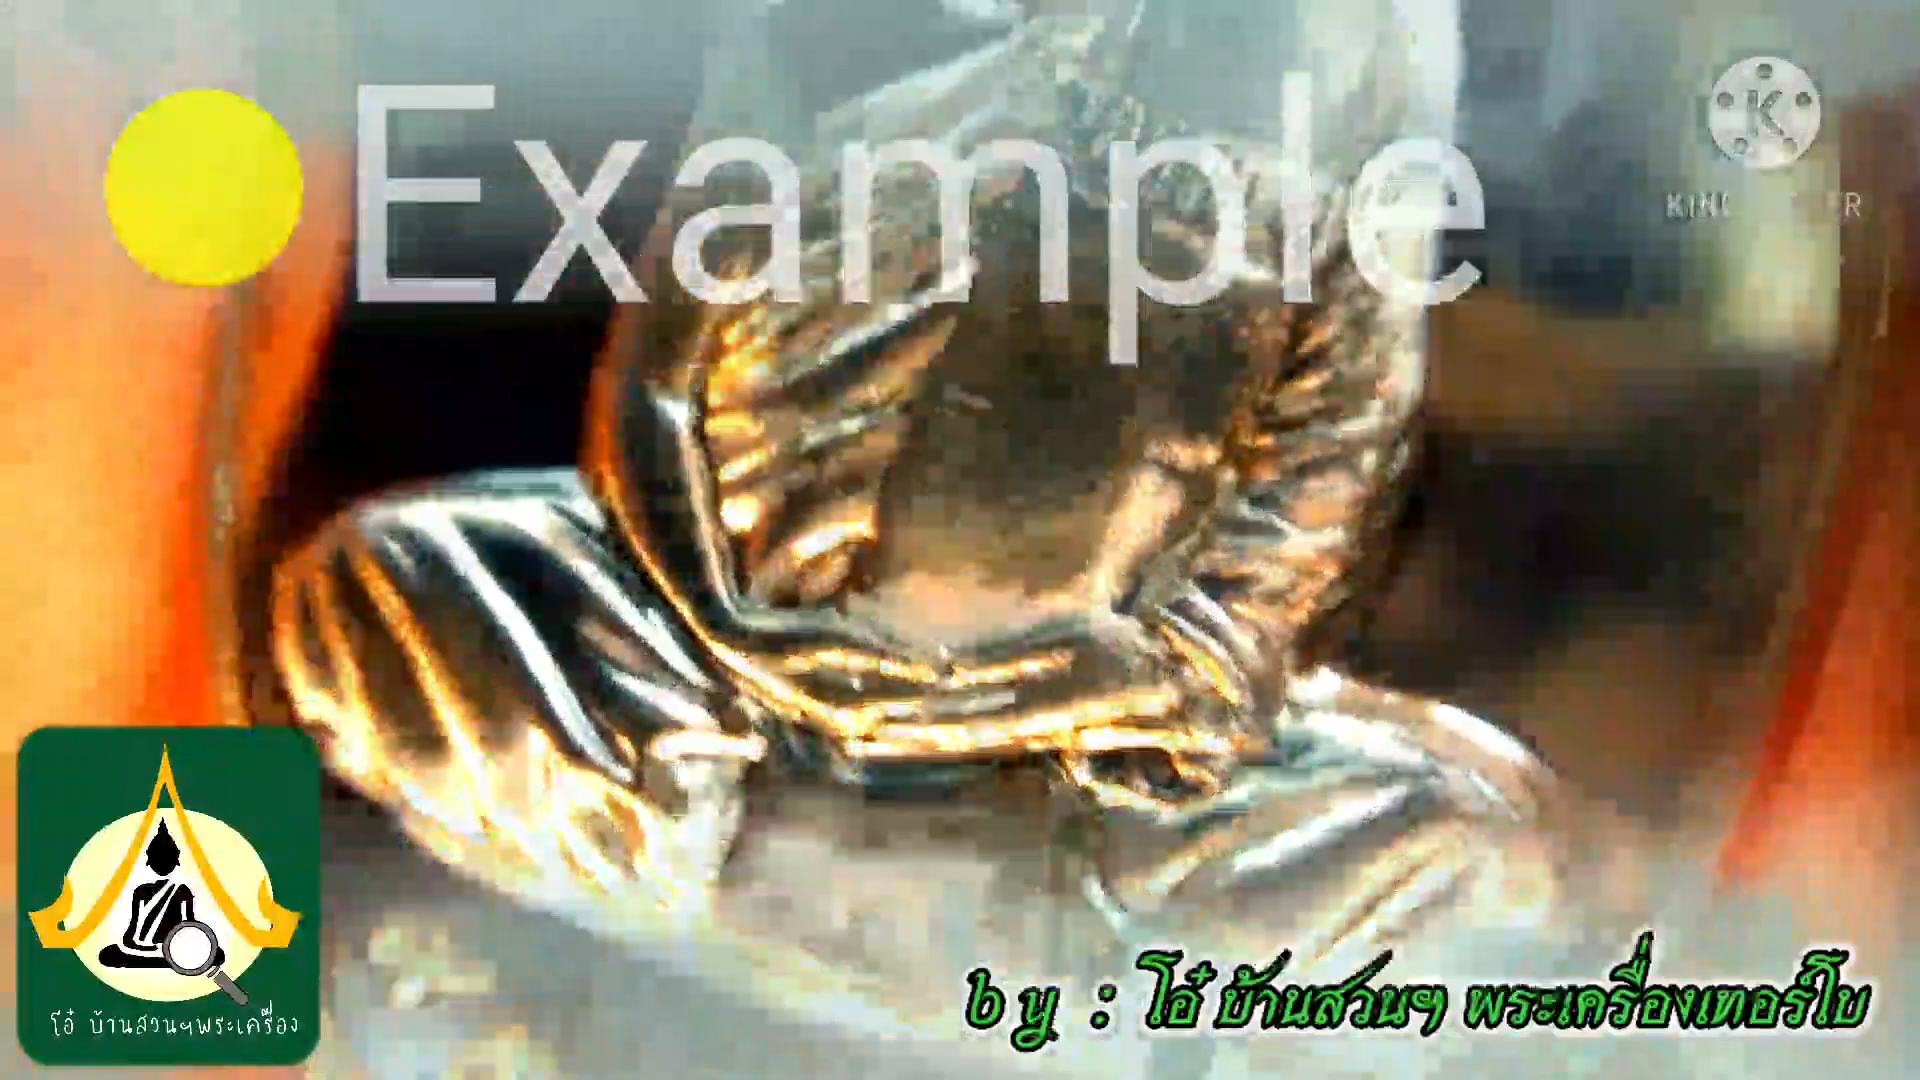 Example
K
by : โอ๋ บ้านสวนฯ พระเครื่องเทอร์โบ
โอ๋ บ้านสวนฯพระเครื่อง